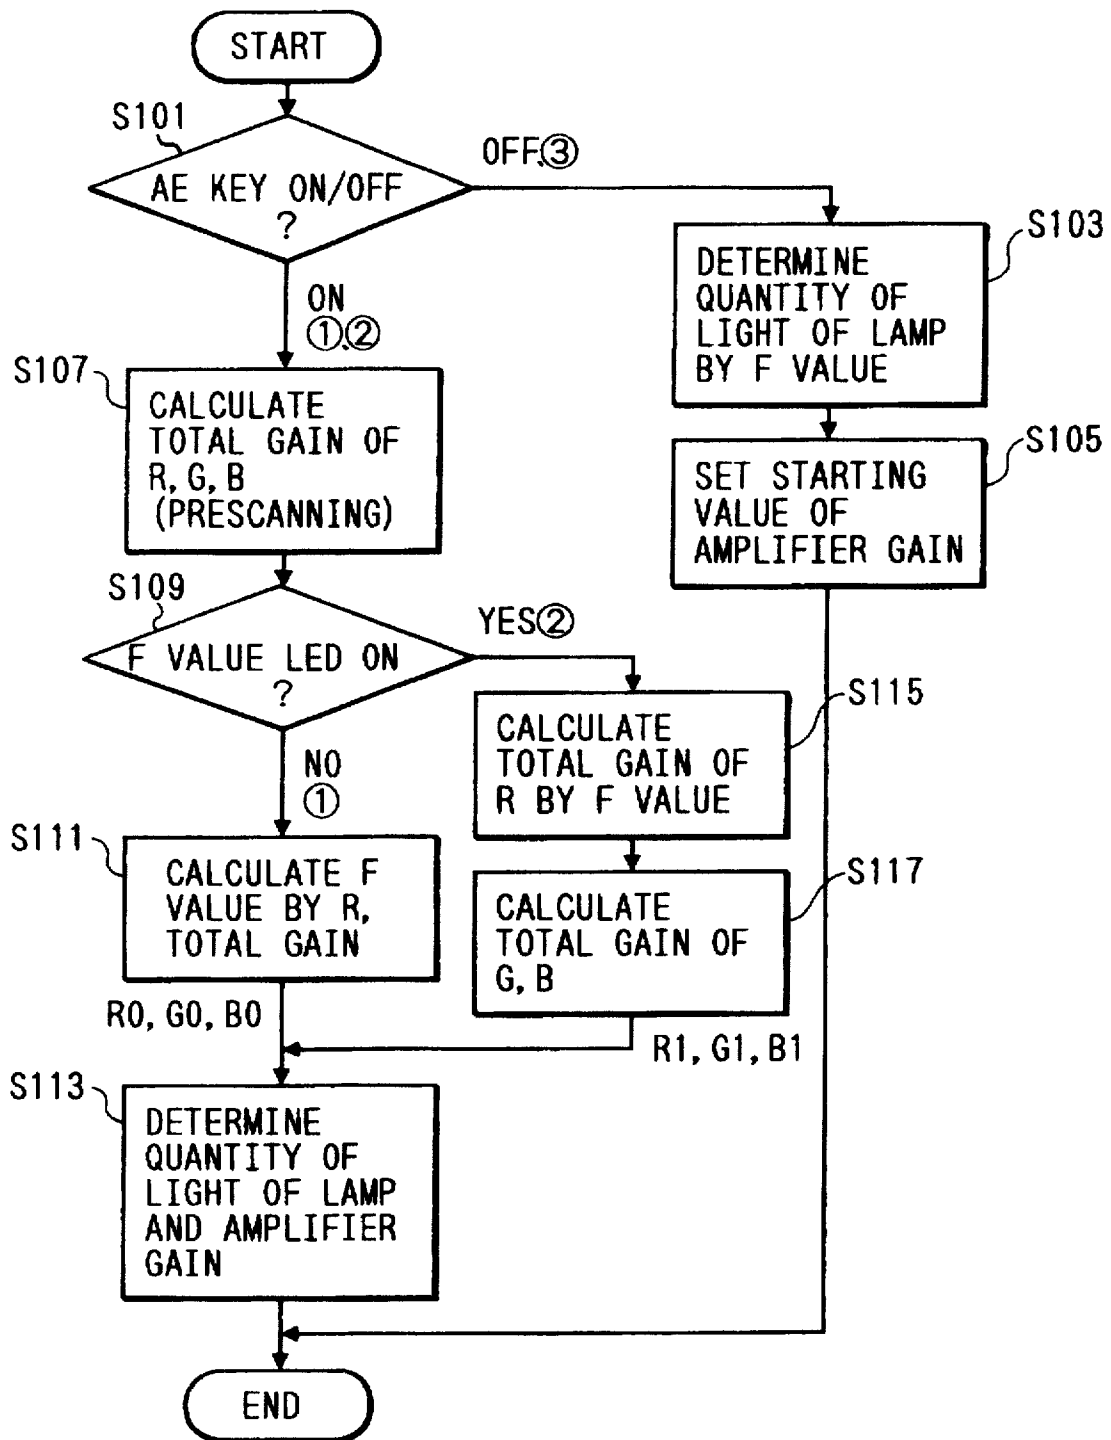 START
S101
AE KEY ON/OFF
?
OFF,③
ON
①,②
S103
DETERMINE
QUANTITY OF
LIGHT OF LAMP
BY F VALUE
S105
SET STARTING
VALUE OF
AMPLIFIER GAIN
S107
CALCULATE
TOTAL GAIN OF
R, G, B
(PRESCANNING)
S109
F VALUE LED ON
?
YES②
NO
①
S115
CALCULATE
TOTAL GAIN OF
R BY F VALUE
S111
CALCULATE F
VALUE BY R,
TOTAL GAIN
S117
CALCULATE
TOTAL GAIN OF
G, B
R0, G0, B0
R1, G1, B1
S113
DETERMINE
QUANTITY OF
LIGHT OF LAMP
AND AMPLIFIER
GAIN
END